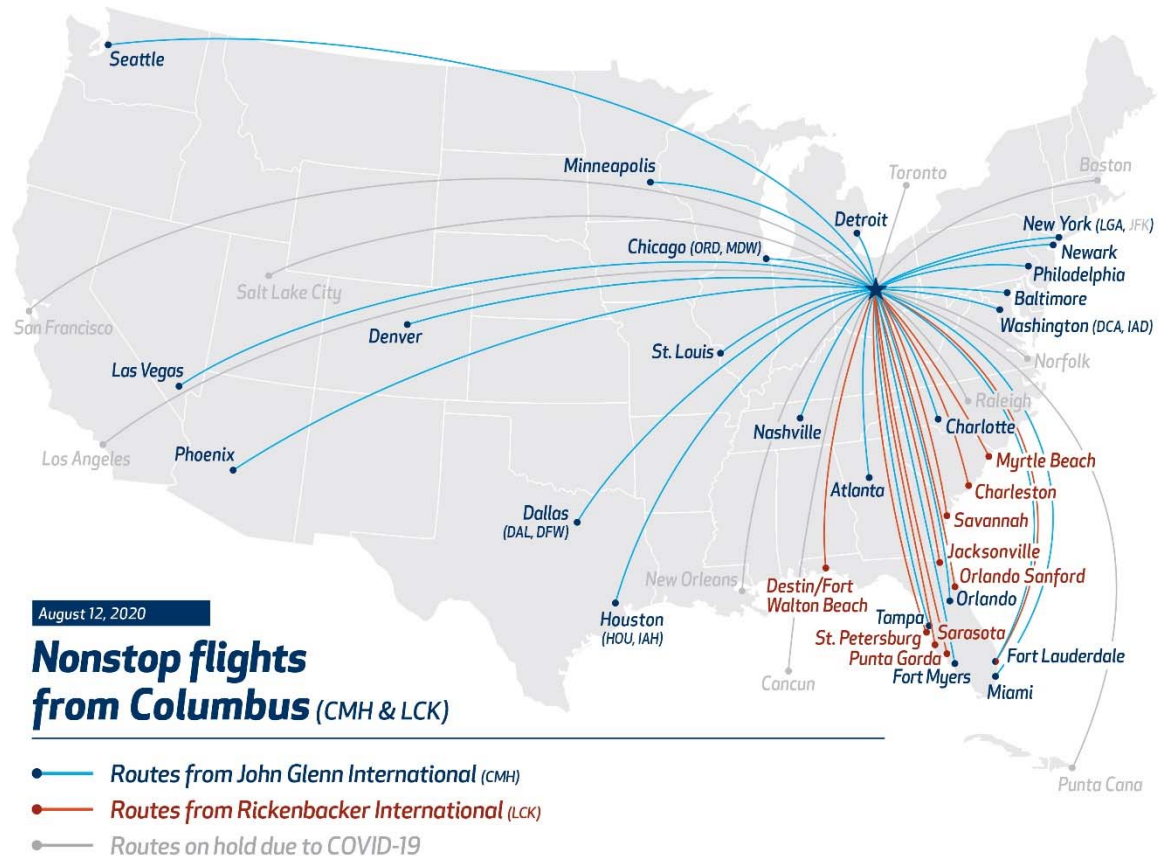 Seattle
Minneapolis
Toronto
Boston
Detroit
New York (LGA, JFK)
Chicago (ORD, MDW)
Newark
Philadelphia
Salt Lake City
Baltimore
San Francisco
Denver
Washington (DCA, IAD)
St. Louis
Norfolk
Las Vegas
Raleigh
Nashville
Charlotte
Los Angeles
Phoenix
Myrtle Beach
Atlanta
Charleston
Dallas
(DAL, DFW)
Savannah
Jacksonville
New Orleans
Destin/Fort
Walton Beach
Orlando Sanford
Orlando
Houston
(HOU, IAH)
Tampa
St. Petersburg
Sarasota
Punta Gorda
Fort Lauderdale
Fort Myers
Cancun
Miami
Punta Cana
August 12, 2020
Nonstop flights
from Columbus (CMH & LCK)
Routes from John Glenn International (CMH)
Routes from Rickenbacker International (LCK)
Routes on hold due to COVID-19